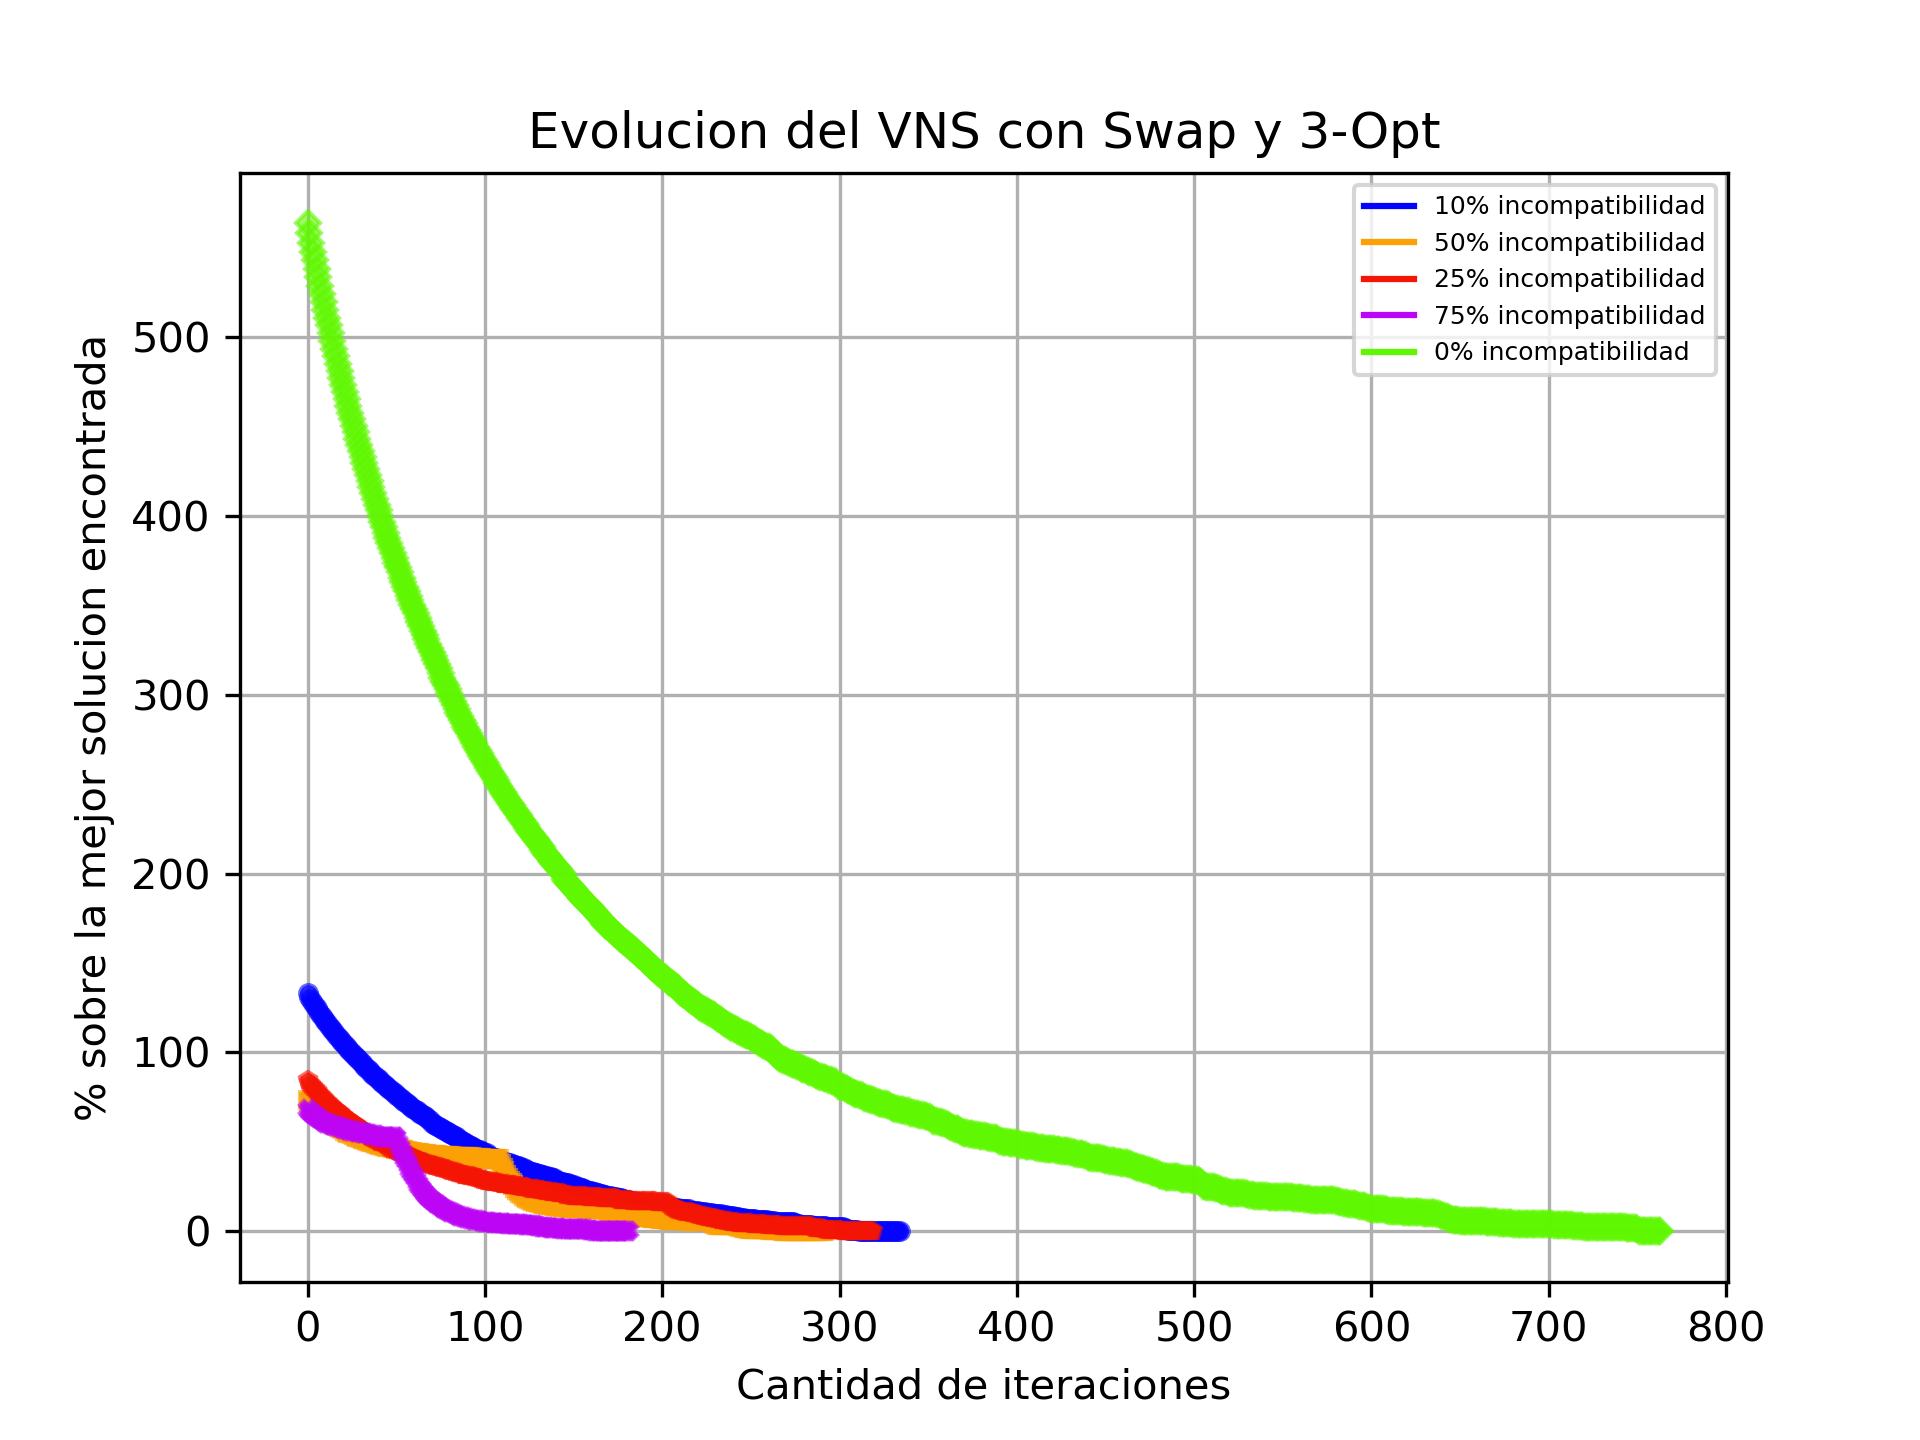 Evolucion del VNS con Swap y 3-Opt
10% incompatibilidad
50% incompatibilidad
25% incompatibilidad
75% incompatibilidad
0% incompatibilidad
% sobre la mejor solucion encontrada
500
400
300
200
100
0
0 100 200 300 400 500 600 700 800
Cantidad de iteraciones